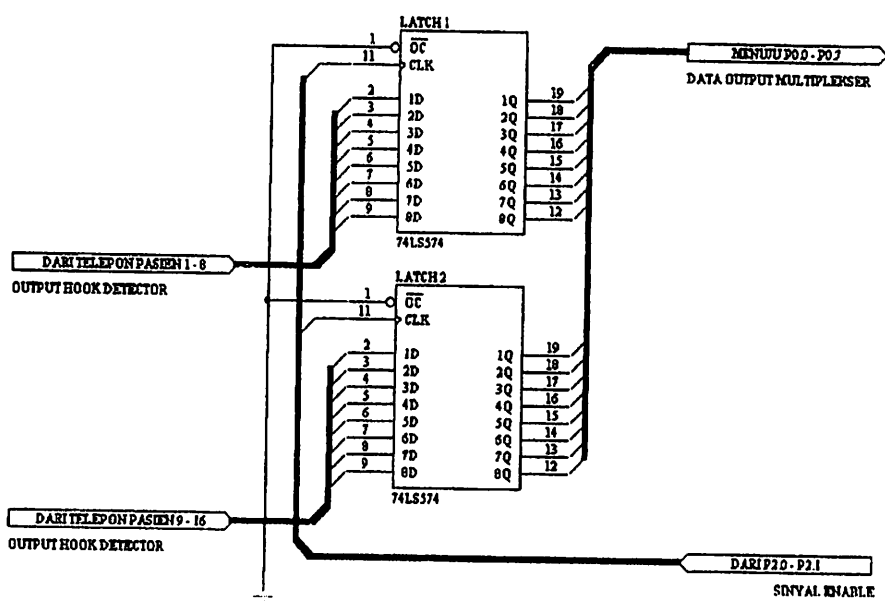 LATCH 1
1 OC
11 CLK
2 1D 1Q 19
3 2D 2Q 18
4 3D 3Q 17
5 4D 4Q 16
6 5D 5Q 15
7 6D 6Q 14
8 7D 7Q 13
9 8D 8Q 12
74LS574
MENUJU P0.0 - P0.7
DATA OUTPUT MULTIPLEKSER
DARI TELEPON PASIEN 1 - 8
OUTPUT HOOK DETECTOR
LATCH 2
1 OC
11 CLK
2 1D 1Q 19
3 2D 2Q 18
4 3D 3Q 17
5 4D 4Q 16
6 5D 5Q 15
7 6D 6Q 14
8 7D 7Q 13
9 8D 8Q 12
74LS574
DARI TELEPON PASIEN 9 - 16
OUTPUT HOOK DETECTOR
DARI P2.0 - P2.1
SINYAL ENABLE